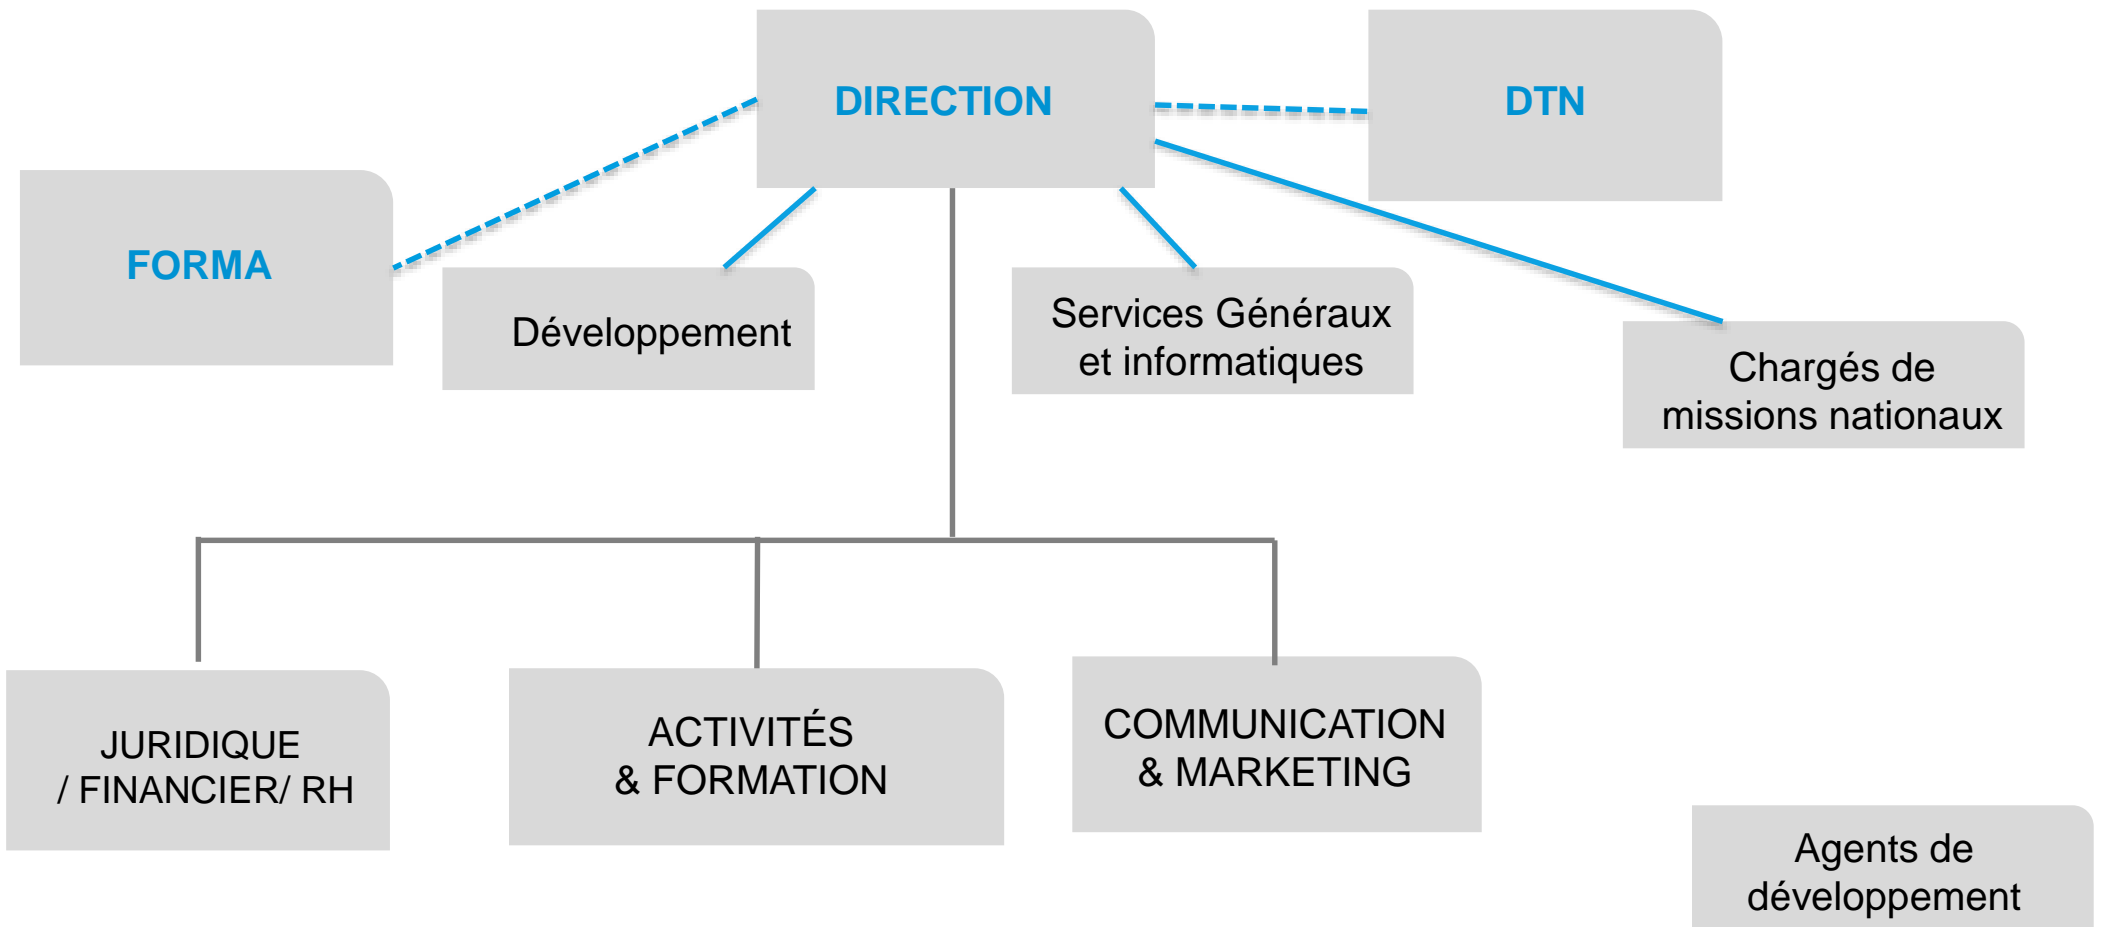 DIRECTION
DTN
FORMA
Développement
Services Généraux
et informatiques
Chargés de
missions nationaux
JURIDIQUE
/ FINANCIER/ RH
ACTIVITÉS
& FORMATION
COMMUNICATION
& MARKETING
Agents de
développement